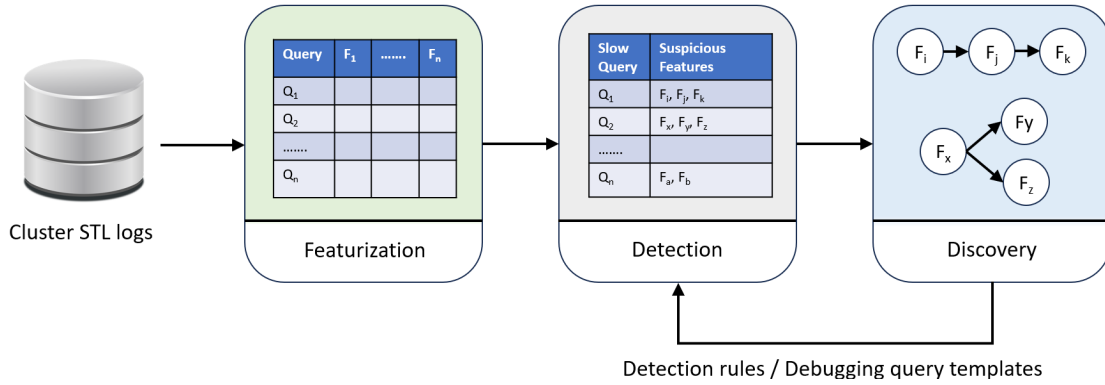 Cluster STL logs
Query F1 ....... Fn
Q1
Q2
.......
Qn
Featurization
Slow Query Suspicious Features
Q1 Fi, Fj, Fk
Q2 Fx, Fy, Fz
.......
Qn Fa, Fb
Detection
Fi Fj Fk
Fx Fy
Fz
Discovery
Detection rules / Debugging query templates